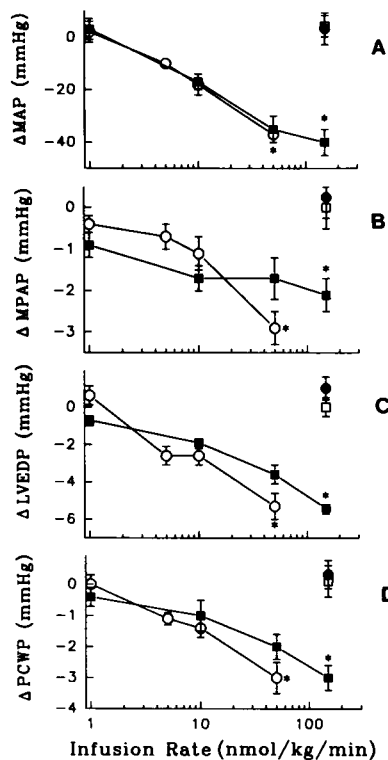 A
ΔMAP (mmHg)
0
-20
-40
*
*
B
ΔMPAP (mmHg)
0
-1
-2
-3
*
*
C
ΔLVEDP (mmHg)
0
-2
-4
-6
*
*
*
D
ΔPCWP (mmHg)
0
-1
-2
-3
-4
*
*
1 10 100
Infusion Rate (nmol/kg/min)